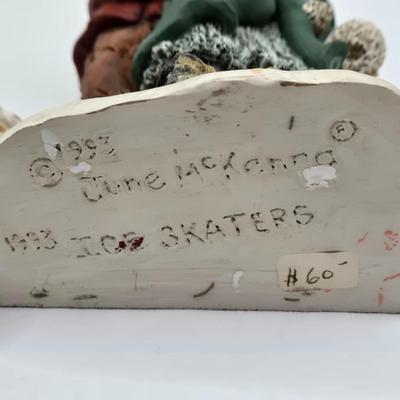 © 1993
June McKenna ®
1993 ICE SKATERS
#60-